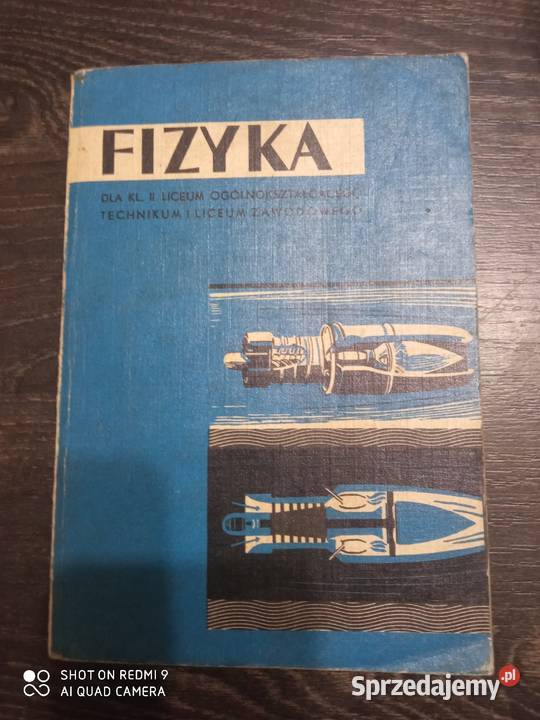 FIZYKA
DLA KL. II LICEUM OGÓLNOKSZTAŁCĄCEGO
TECHNIKUM I LICEUM ZAWODOWEGO
SHOT ON REDMI 9
AI QUAD CAMERA
Sprzedajemy.pl